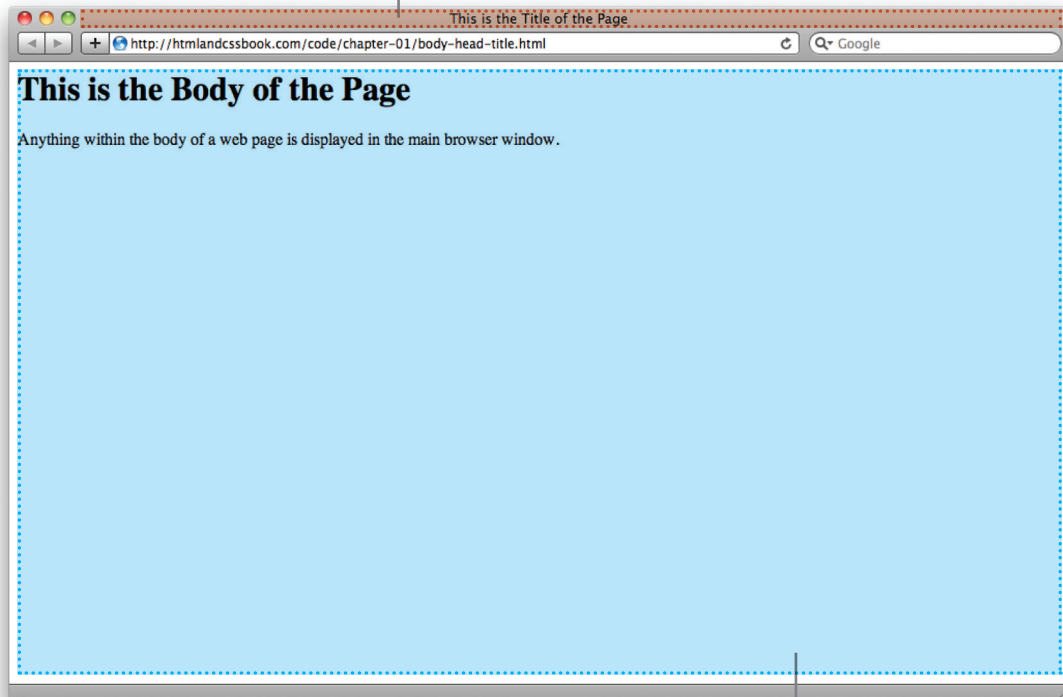 This is the Title of the Page
http://htmlandcssbook.com/code/chapter-01/body-head-title.html
Google
This is the Body of the Page
Anything within the body of a web page is displayed in the main browser window.